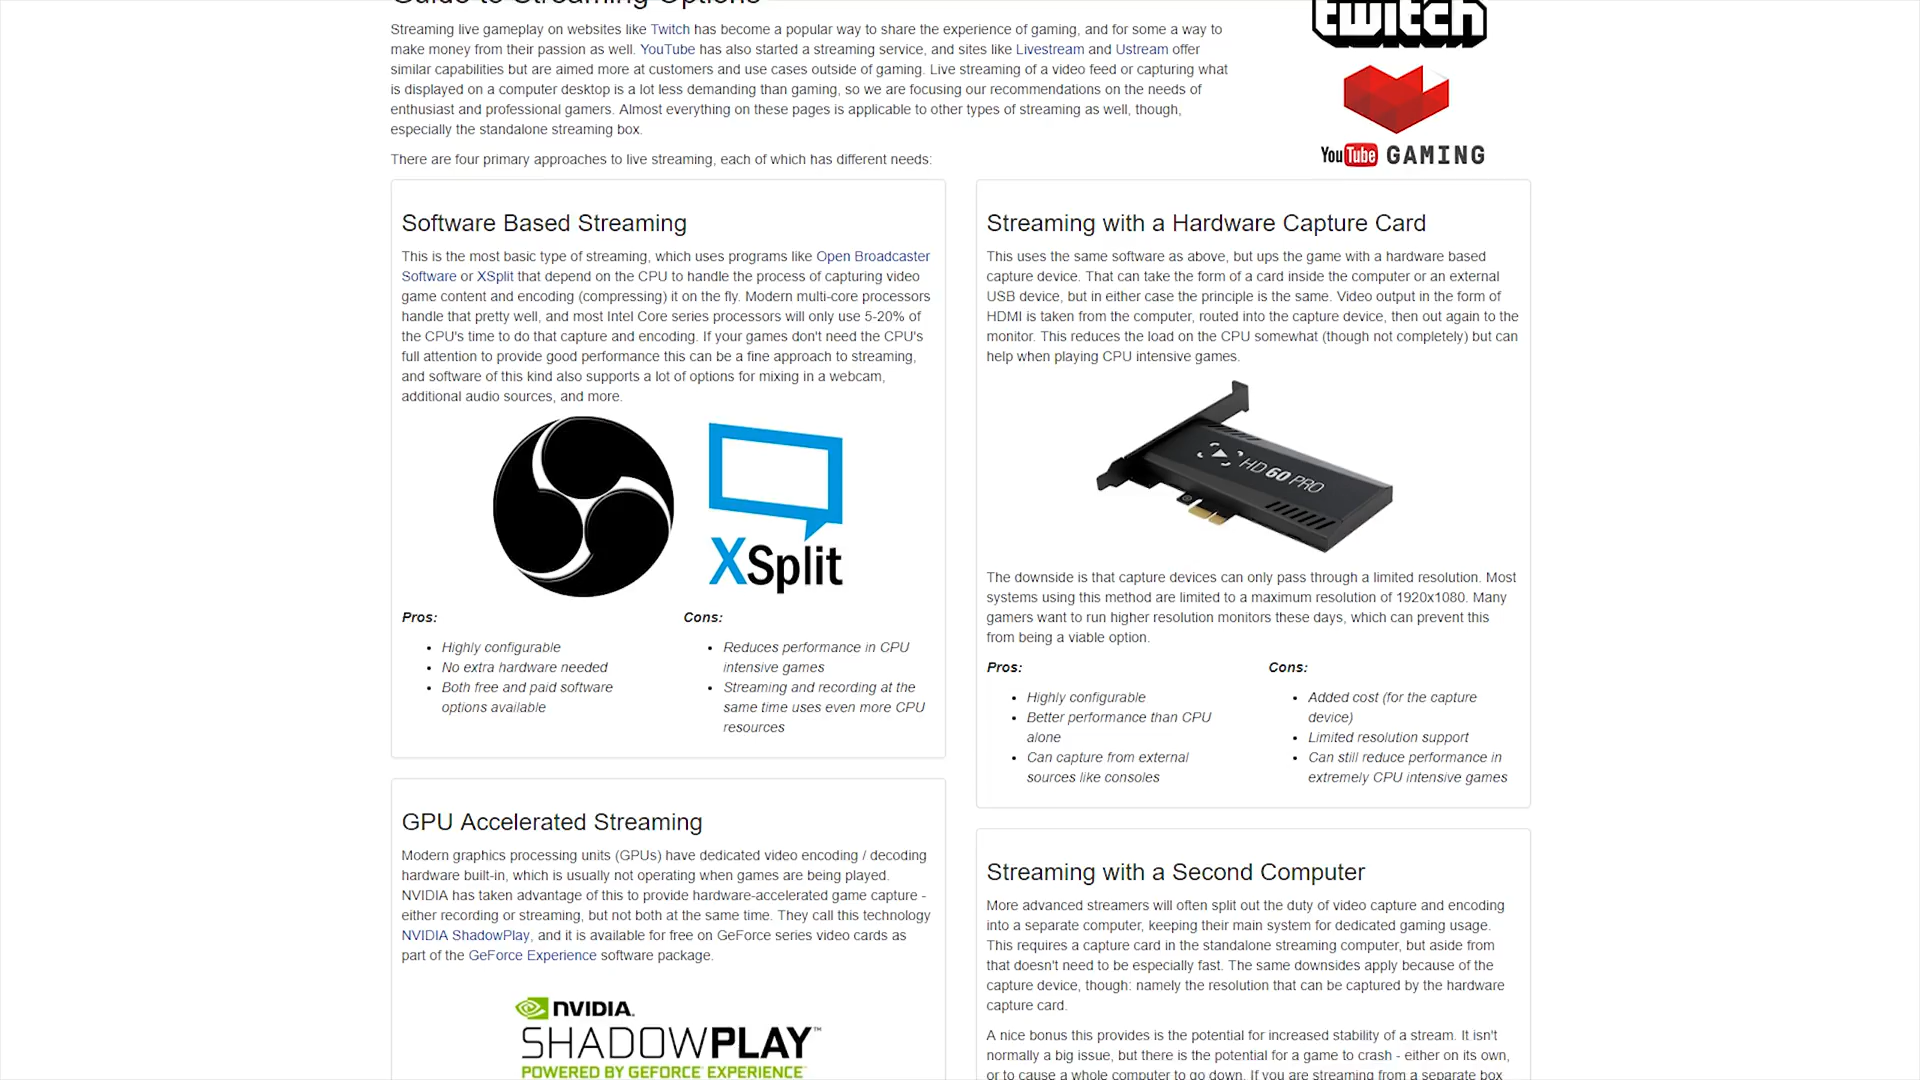 Guide to Streaming Options
Streaming live gameplay on websites like Twitch has become a popular way to share the experience of gaming, and for some a way to
make money from their passion as well. YouTube has also started a streaming service, and sites like Livestream and Ustream offer
similar capabilities but are aimed more at customers and use cases outside of gaming. Live streaming of a video feed or capturing what
is displayed on a computer desktop is a lot less demanding than gaming, so we are focusing our recommendations on the needs of
enthusiast and professional gamers. Almost everything on these pages is applicable to other types of streaming as well, though,
especially the standalone streaming box.
There are four primary approaches to live streaming, each of which has different needs:
twitch
YouTube GAMING
Software Based Streaming
This is the most basic type of streaming, which uses programs like Open Broadcaster
Software or XSplit that depend on the CPU to handle the process of capturing video
game content and encoding (compressing) it on the fly. Modern multi-core processors
handle that pretty well, and most Intel Core series processors will only use 5-20% of
the CPU's time to do that capture and encoding. If your games don't need the CPU's
full attention to provide good performance this can be a fine approach to streaming,
and software of this kind also supports a lot of options for mixing in a webcam,
additional audio sources, and more.
XSplit
Pros:
• Highly configurable
• No extra hardware needed
• Both free and paid software
options available
Cons:
• Reduces performance in CPU
intensive games
• Streaming and recording at the
same time uses even more CPU
resources
Streaming with a Hardware Capture Card
This uses the same software as above, but ups the game with a hardware based
capture device. That can take the form of a card inside the computer or an external
USB device, but in either case the principle is the same. Video output in the form of
HDMI is taken from the computer, routed into the capture device, then out again to the
monitor. This reduces the load on the CPU somewhat (though not completely) but can
help when playing CPU intensive games.
HD60 PRO
The downside is that capture devices can only pass through a limited resolution. Most
systems using this method are limited to a maximum resolution of 1920x1080. Many
gamers want to run higher resolution monitors these days, which can prevent this
from being a viable option.
Pros:
• Highly configurable
• Better performance than CPU
alone
• Can capture from external
sources like consoles
Cons:
• Added cost (for the capture
device)
• Limited resolution support
• Can still reduce performance in
extremely CPU intensive games
GPU Accelerated Streaming
Modern graphics processing units (GPUs) have dedicated video encoding / decoding
hardware built-in, which is usually not operating when games are being played.
NVIDIA has taken advantage of this to provide hardware-accelerated game capture -
either recording or streaming, but not both at the same time. They call this technology
NVIDIA ShadowPlay, and it is available for free on GeForce series video cards as
part of the GeForce Experience software package.
NVIDIA.
SHADOWPLAY™
POWERED BY GEFORCE EXPERIENCE
Streaming with a Second Computer
More advanced streamers will often split out the duty of video capture and encoding
into a separate computer, keeping their main system for dedicated gaming usage.
This requires a capture card in the standalone streaming computer, but aside from
that doesn't need to be especially fast. The same downsides apply because of the
capture device, though: namely the resolution that can be captured by the hardware
capture card.
A nice bonus this provides is the potential for increased stability of a stream. It isn't
normally a big issue, but there is the potential for a game to crash - either on its own,
or to cause a whole computer to go down. If you are streaming from a separate box